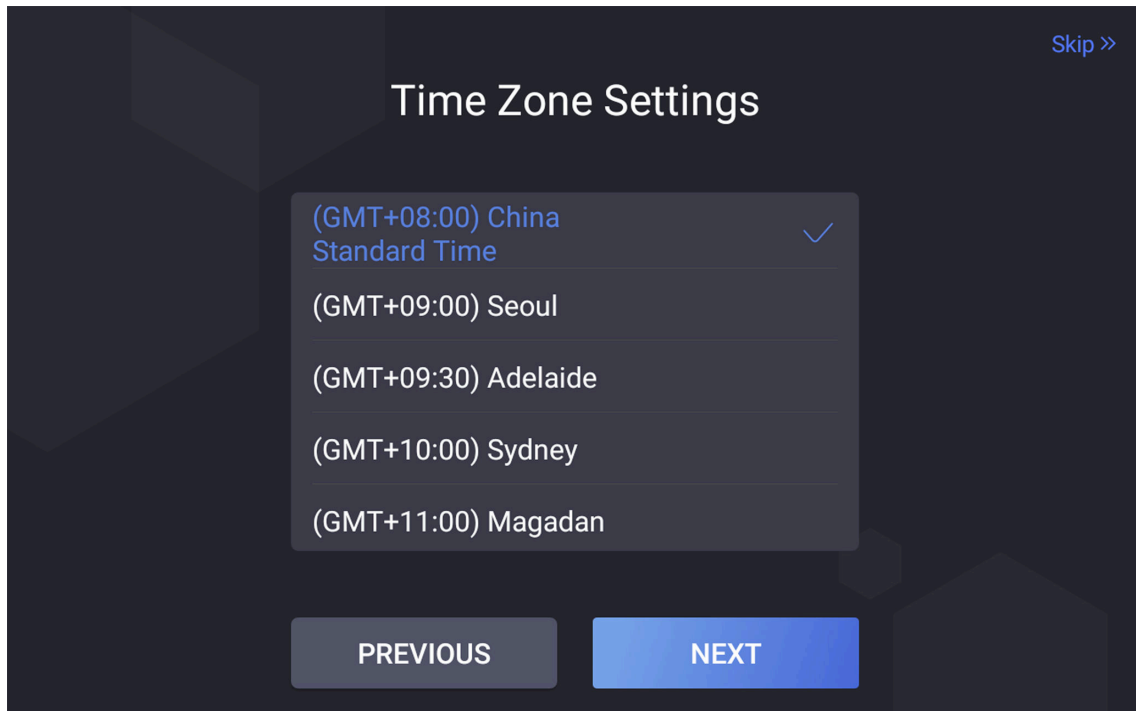 Skip »
Time Zone Settings
(GMT+08:00) China
Standard Time
(GMT+09:00) Seoul
(GMT+09:30) Adelaide
(GMT+10:00) Sydney
(GMT+11:00) Magadan
PREVIOUS
NEXT